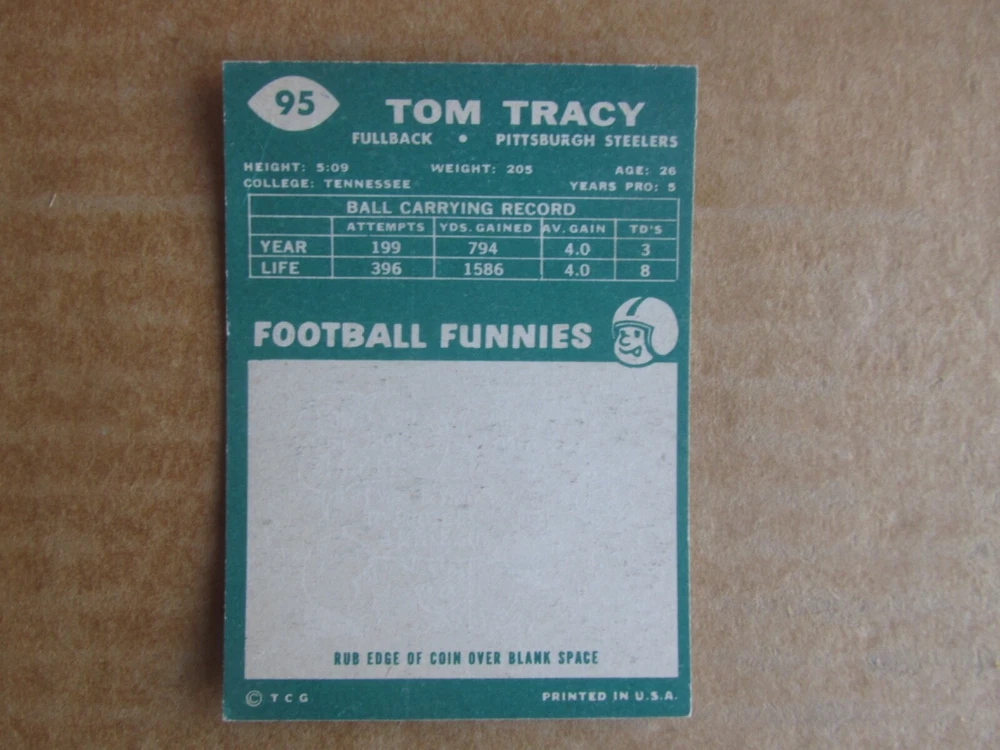 95
TOM TRACY
FULLBACK • PITTSBURGH STEELERS
HEIGHT: 5:09 WEIGHT: 205 AGE: 26
COLLEGE: TENNESSEE YEARS PRO: 5
BALL CARRYING RECORD
ATTEMPTS YDS. GAINED AV. GAIN TD'S
YEAR 199 794 4.0 3
LIFE 396 1586 4.0 8
FOOTBALL FUNNIES
RUB EDGE OF COIN OVER BLANK SPACE
© T C G PRINTED IN U.S.A.